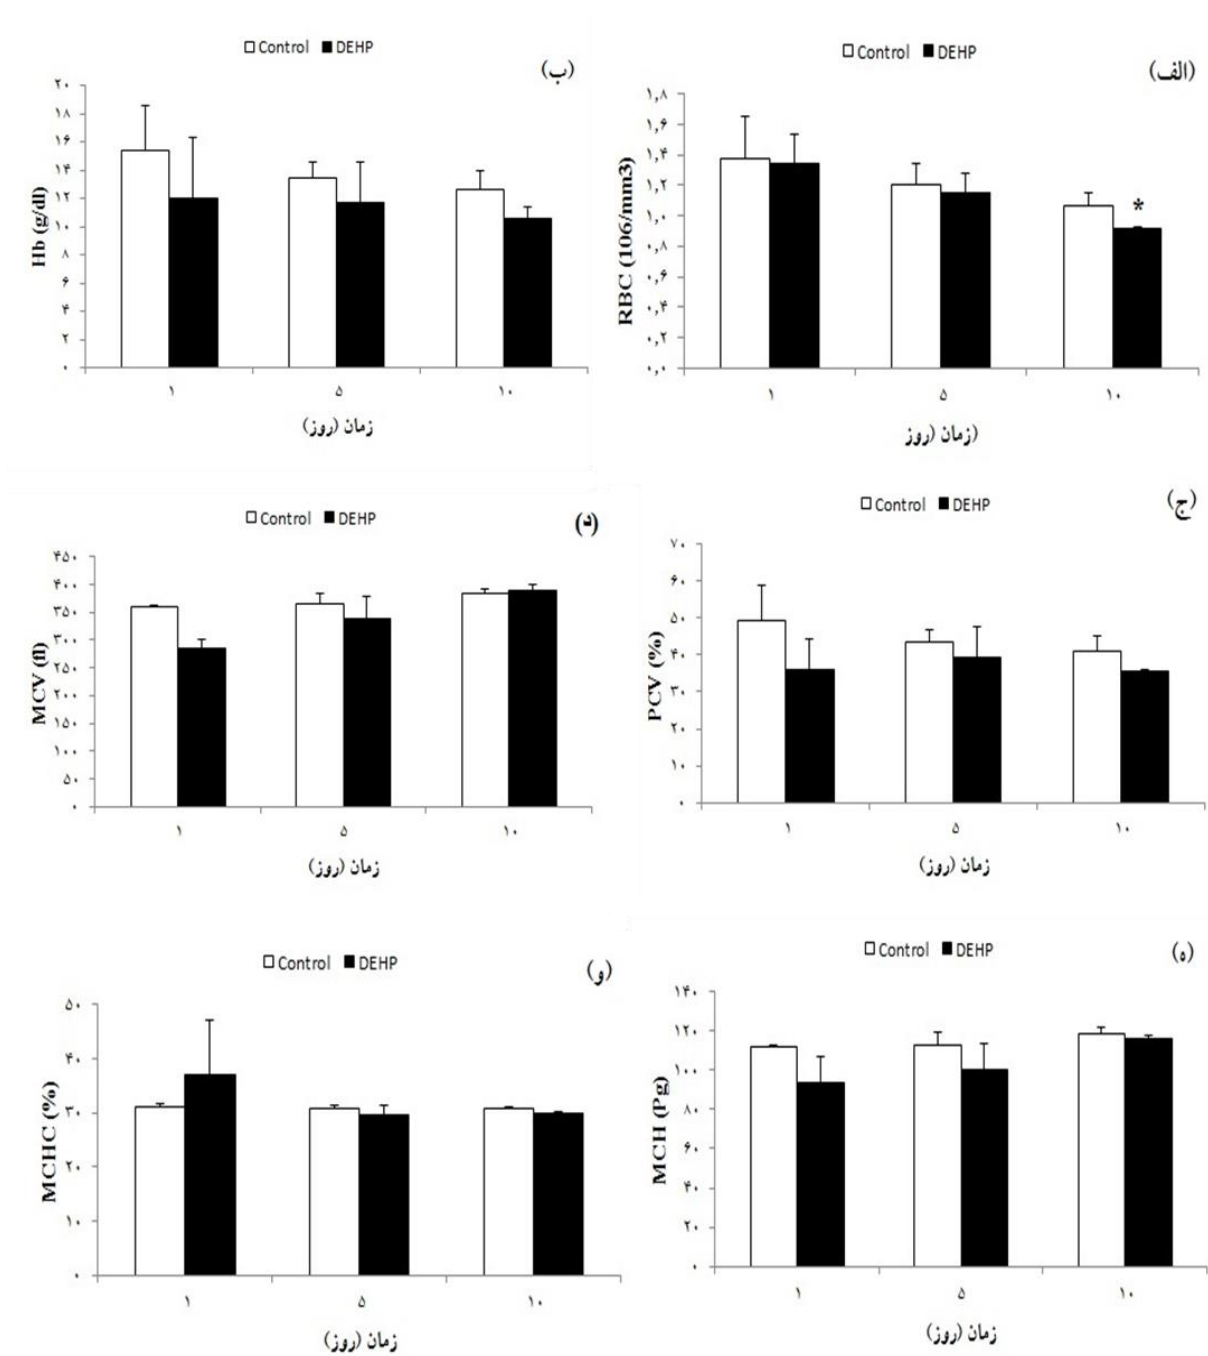 □ Control ■ DEHP
(الف)
RBC (106/mm3)
۱,۸
۱,۶
۱,۴
۱,۲
۱,۰
۰,۸
۰,۶
۰,۴
۰,۲
۰,۰
*
۱ ۵ ۱۰
زمان (روز)
□ Control ■ DEHP
(ب)
Hb (g/dl)
۲۰
۱۸
۱۶
۱۴
۱۲
۱۰
۸
۶
۴
۲
۰
۱ ۵ ۱۰
زمان (روز)
□ Control ■ DEHP
(ج)
PCV (%)
۷۰
۶۰
۵۰
۴۰
۳۰
۲۰
۱۰
۰
۱ ۵ ۱۰
زمان (روز)
□ Control ■ DEHP
(د)
MCV (fl)
۴۵۰
۴۰۰
۳۵۰
۳۰۰
۲۵۰
۲۰۰
۱۵۰
۱۰۰
۵۰
۰
۱ ۵ ۱۰
زمان (روز)
□ Control ■ DEHP
(ه)
MCH (Pg)
۱۴۰
۱۲۰
۱۰۰
۸۰
۶۰
۴۰
۲۰
۰
۱ ۵ ۱۰
زمان (روز)
□ Control ■ DEHP
(و)
MCHC (%)
۵۰
۴۰
۳۰
۲۰
۱۰
۰
۱ ۵ ۱۰
زمان (روز)